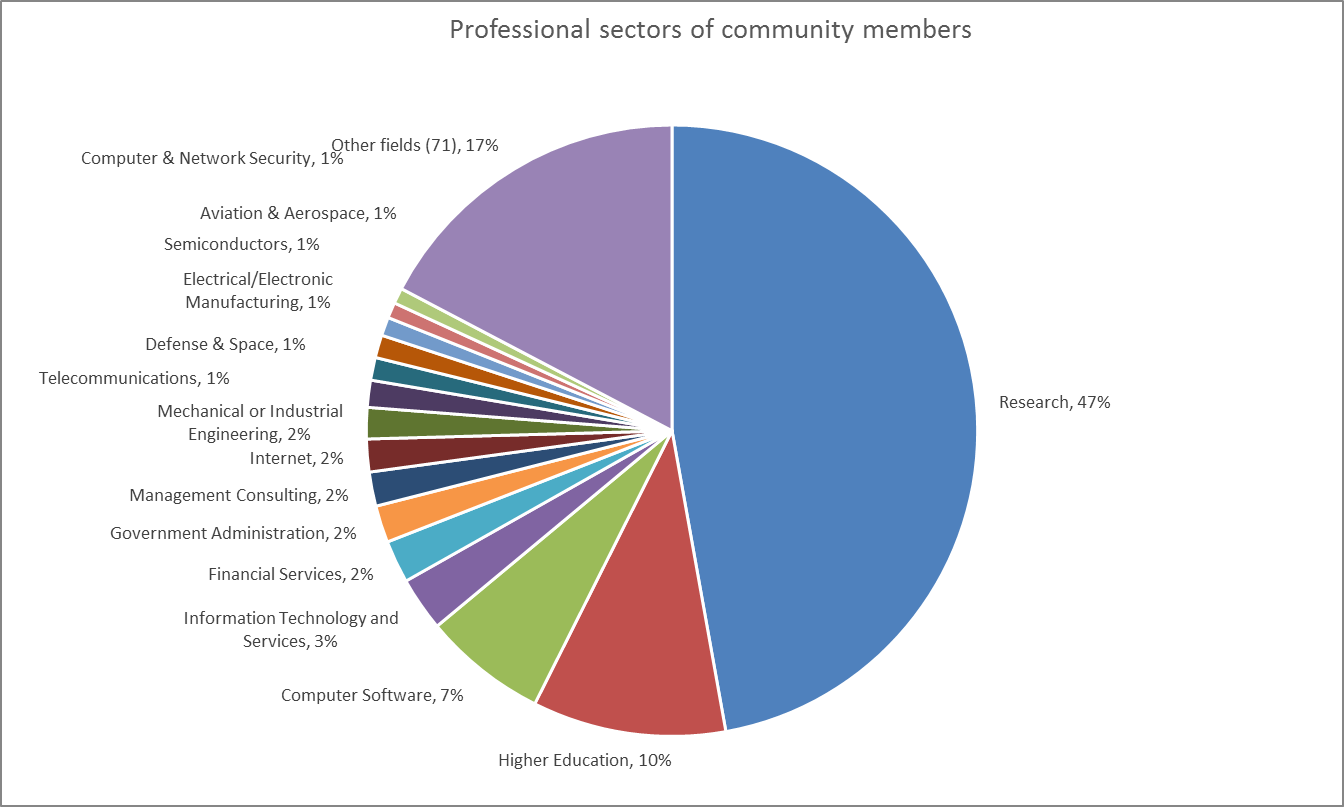 Professional sectors of community members
Other fields (71), 17%
Computer & Network Security, 1%
Aviation & Aerospace, 1%
Semiconductors, 1%
Electrical/Electronic
Manufacturing, 1%
Defense & Space, 1%
Telecommunications, 1%
Research, 47%
Mechanical or Industrial
Engineering, 2%
Internet, 2%
Management Consulting, 2%
Government Administration, 2%
Financial Services, 2%
Information Technology and
Services, 3%
Computer Software, 7%
Higher Education, 10%